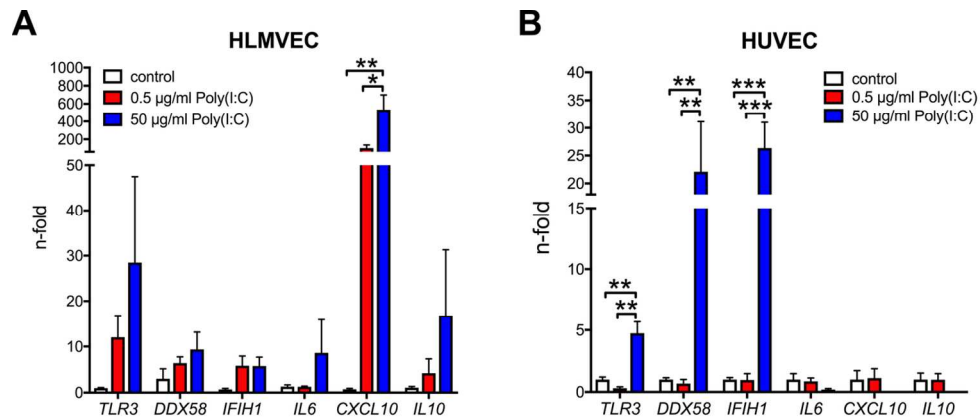 A
HLMVEC
control
0.5 µg/ml Poly(I:C)
50 µg/ml Poly(I:C)
n-fold
1000
800
600
400
200
50
40
30
20
10
0
**
*
TLR3 DDX58 IFIH1 IL6 CXCL10 IL10
B
HUVEC
control
0.5 µg/ml Poly(I:C)
50 µg/ml Poly(I:C)
n-fold
40
35
30
25
20
15
10
5
0
**
**
**
**
***
***
TLR3 DDX58 IFIH1 IL6 CXCL10 IL10